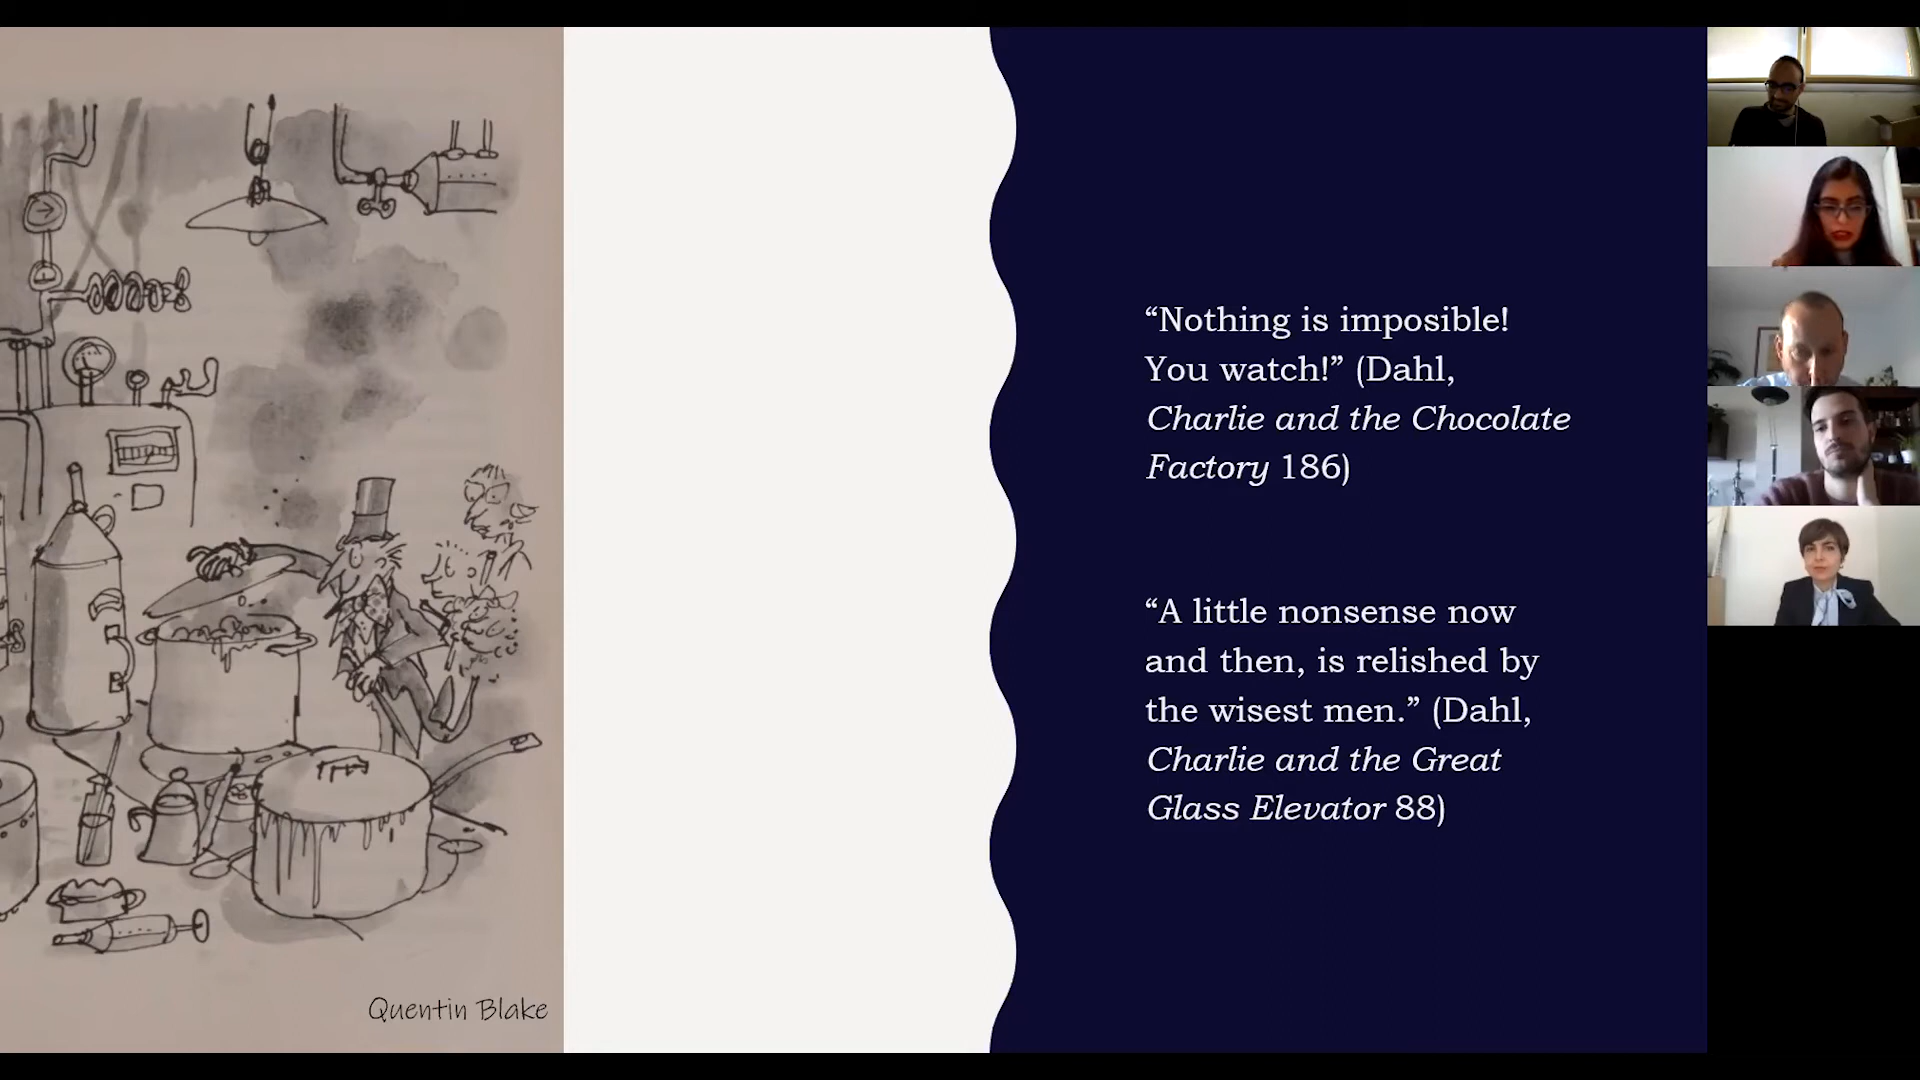 “Nothing is imposible!
You watch!” (Dahl,
Charlie and the Chocolate
Factory 186)
“A little nonsense now
and then, is relished by
the wisest men.” (Dahl,
Charlie and the Great
Glass Elevator 88)
Quentin Blake